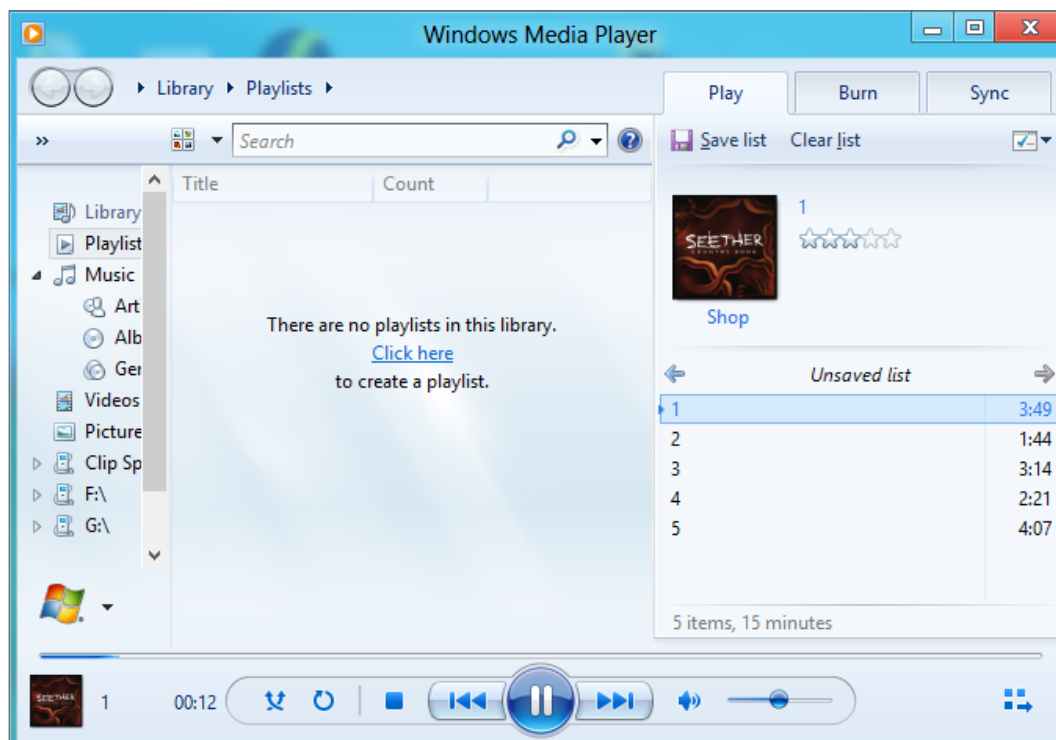 Windows Media Player
Library Playlists
Play Burn Sync
»
Search
Save list Clear list
Title Count
Library
Playlist
Music
Art
Alb
Ger
Videos
Picture
Clip Sp
F:\
G:\
There are no playlists in this library.
Click here
to create a playlist.
SEETHER
COUNTRY SONG
1
Shop
Unsaved list
1 3:49
2 1:44
3 3:14
4 2:21
5 4:07
5 items, 15 minutes
SEETHER
1
00:12